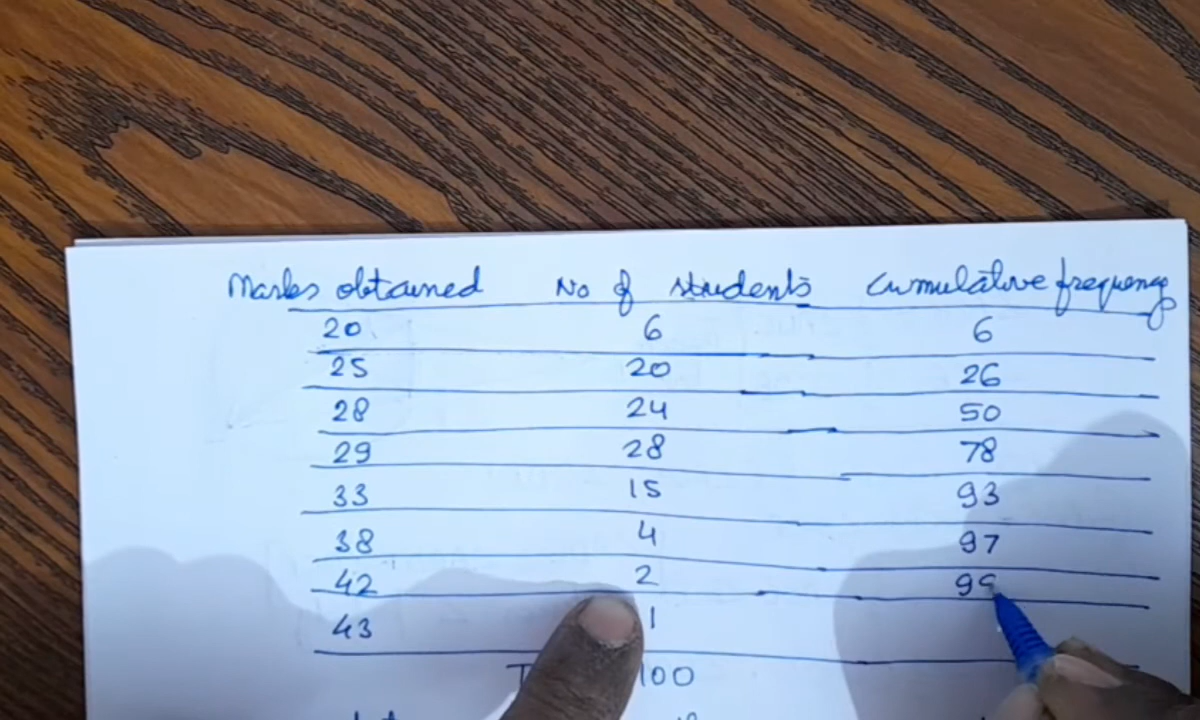 Marks obtained No of students Cumulative frequency
20 6 6
25 20 26
28 24 50
29 28 78
33 15 93
38 4 97
42 2 99
43 1
100